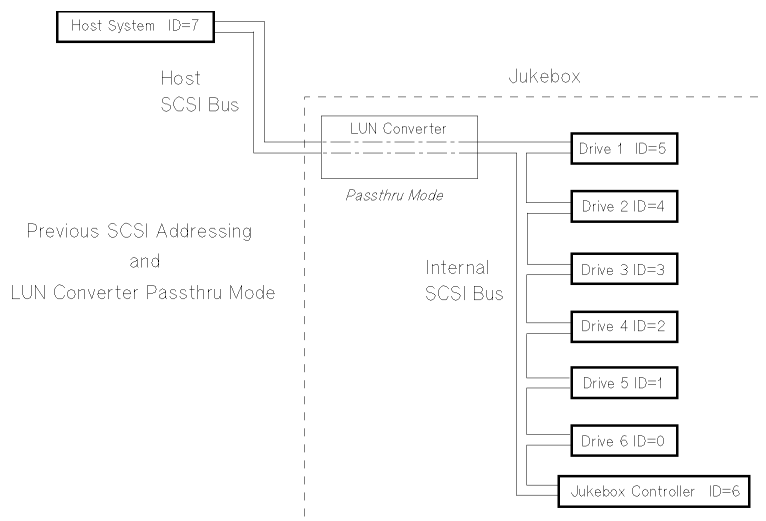 Host System ID=7
Host
SCSI Bus
Jukebox
LUN Converter
Passthru Mode
Previous SCSI Addressing
and
LUN Converter Passthru Mode
Internal
SCSI Bus
Drive 1 ID=5
Drive 2 ID=4
Drive 3 ID=3
Drive 4 ID=2
Drive 5 ID=1
Drive 6 ID=0
Jukebox Controller ID=6